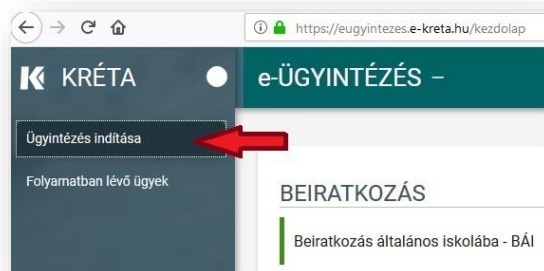 https://eugyintezes.e-kreta.hu/kezdolap
KRÉTA
e-ÜGYINTÉZÉS –
Ügyintézés indítása
Folyamatban lévő ügyek
BEIRATKOZÁS
Beiratkozás általános iskolába - BÁI